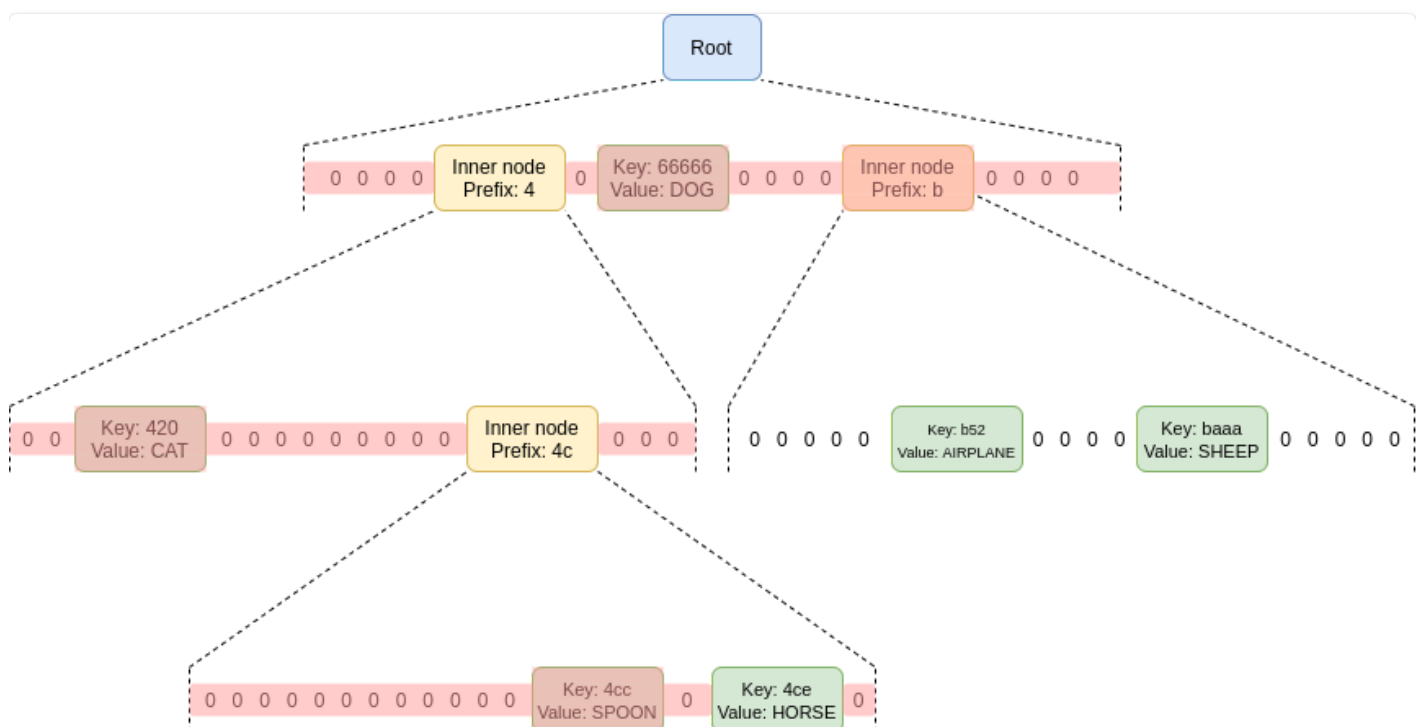 Root
0 0 0 0
Inner node
Prefix: 4
0
Key: 66666
Value: DOG
0 0 0 0
Inner node
Prefix: b
0 0 0 0
0 0
Key: 420
Value: CAT
0 0 0 0 0 0 0 0 0
Inner node
Prefix: 4c
0 0 0
0 0 0 0 0
Key: b52
Value: AIRPLANE
0 0 0 0
Key: baaa
Value: SHEEP
0 0 0 0 0
0 0 0 0 0 0 0 0 0 0 0 0
Key: 4cc
Value: SPOON
0
Key: 4ce
Value: HORSE
0